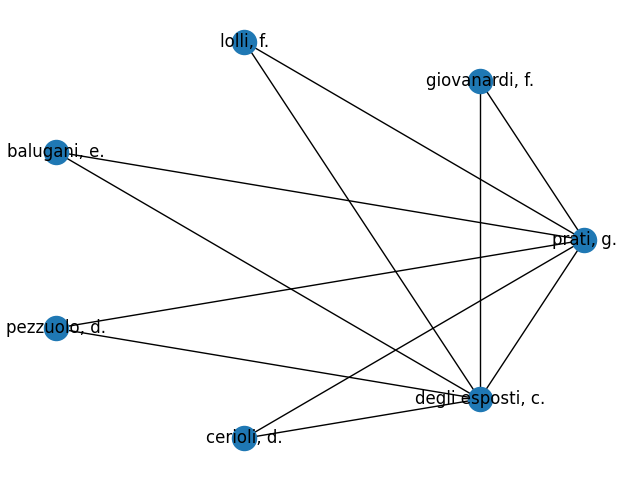 lolli, f.
giovanardi, f.
balugani, e.
prati, g.
pezzuolo, d.
degli esposti, c.
cerioli, d.